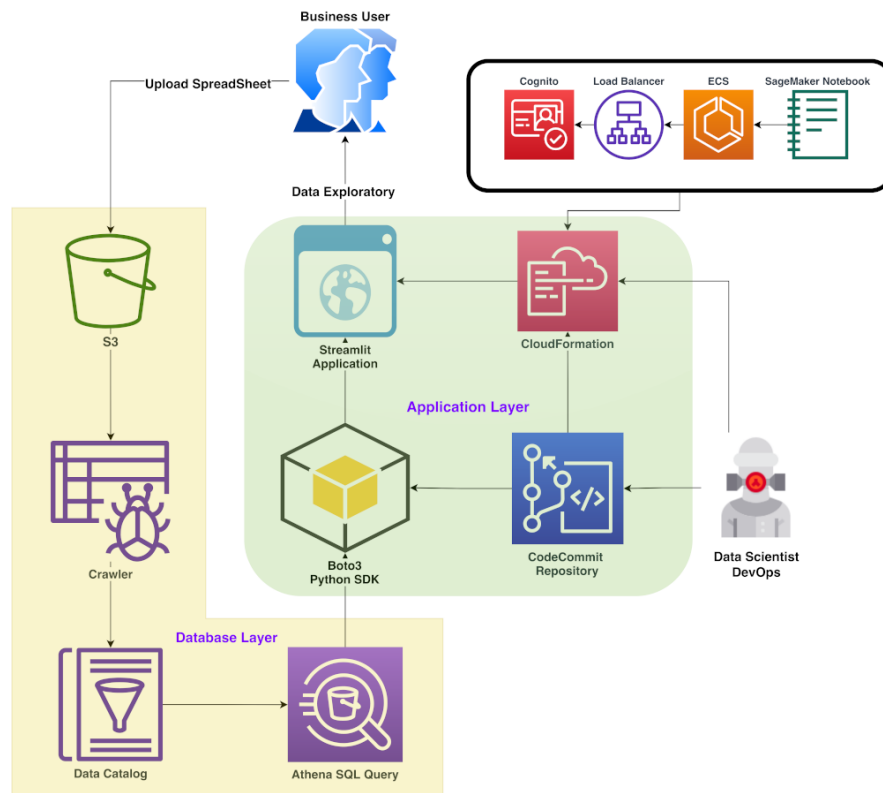 Business User
Upload SpreadSheet
Cognito
Load Balancer
ECS
SageMaker Notebook
Data Exploratory
S3
Streamlit
Application
CloudFormation
Application Layer
Crawler
Boto3
Python SDK
CodeCommit
Repository
Data Scientist
DevOps
Database Layer
Data Catalog
Athena SQL Query